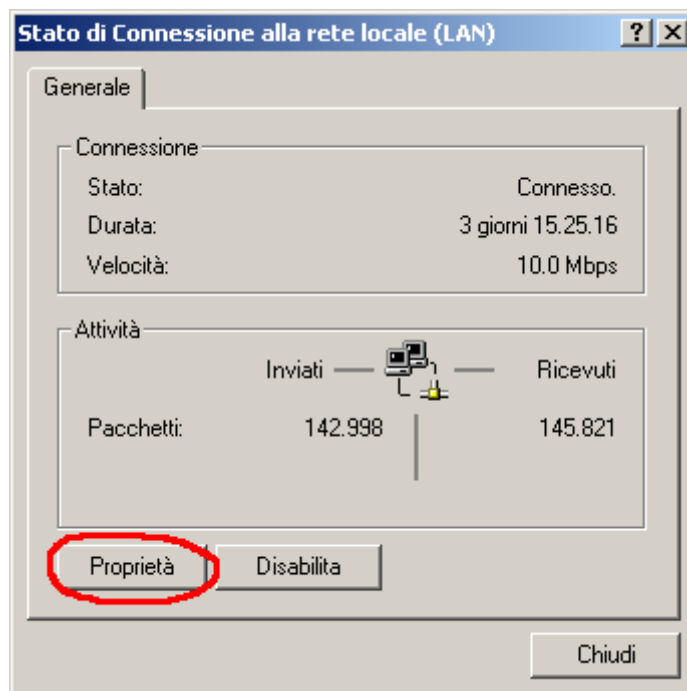 Stato di Connessione alla rete locale (LAN)
Generale
Connessione
Stato: Connesso.
Durata: 3 giorni 15.25.16
Velocità: 10.0 Mbps
Attività
Inviati Ricevuti
Pacchetti: 142.998 145.821
Proprietà Disabilita
Chiudi